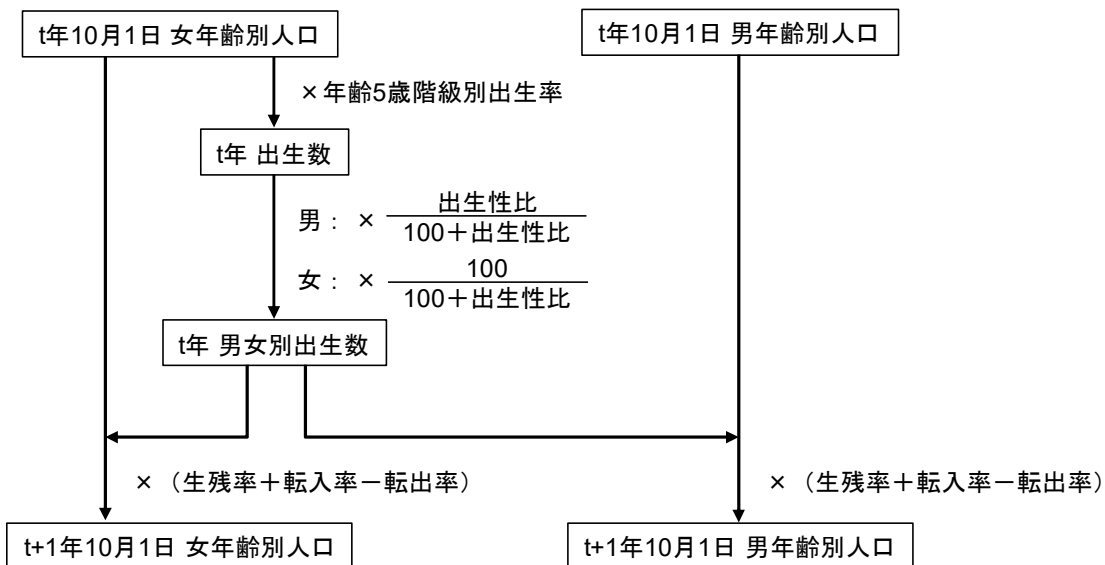 t年10月1日 女年齢別人口
t年10月1日 男年齢別人口
×年齢5歳階級別出生率
t年 出生数
男： × 出生性比
100＋出生性比
女： × 100
100＋出生性比
t年 男女別出生数
× （生残率＋転入率－転出率）
× （生残率＋転入率－転出率）
t+1年10月1日 女年齢別人口
t+1年10月1日 男年齢別人口